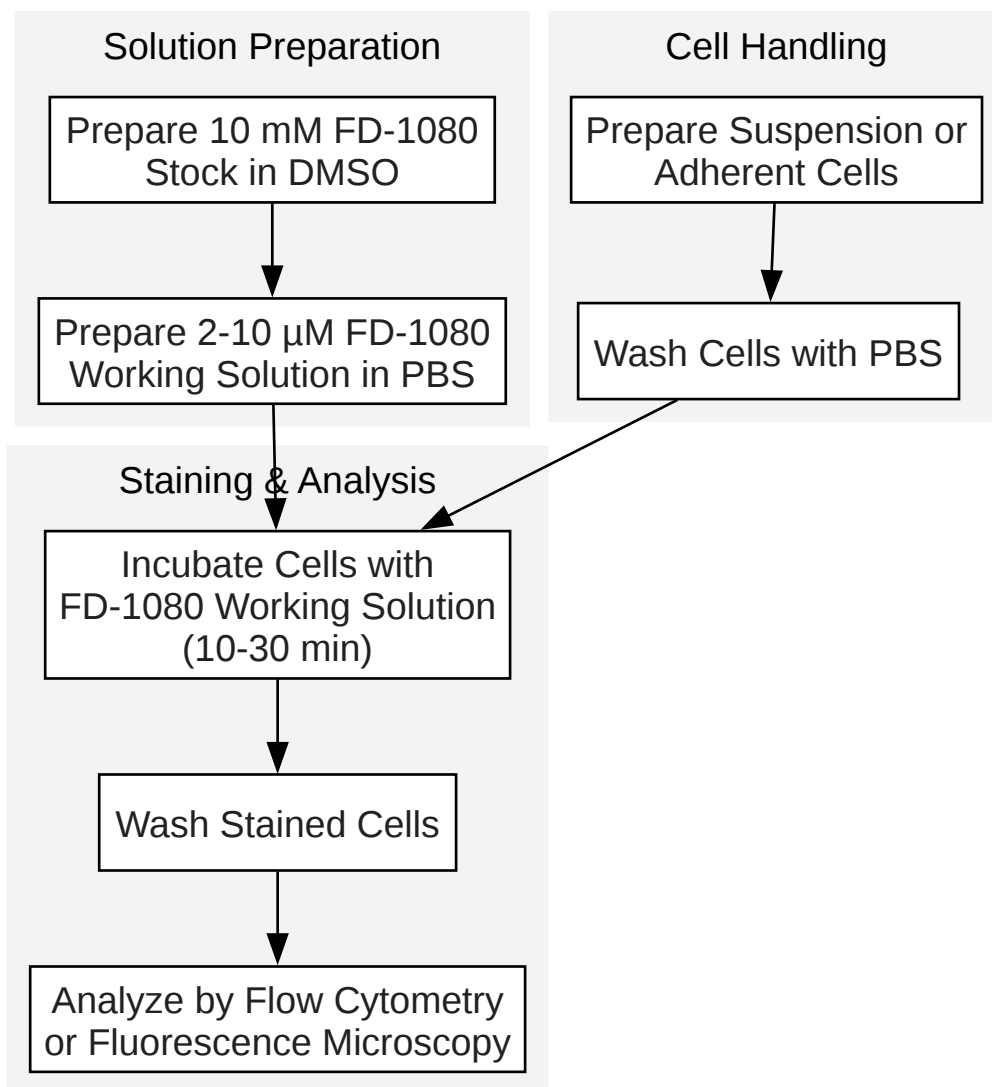 Solution Preparation
Prepare 10 mM FD-1080
Stock in DMSO
Prepare 2-10 µM FD-1080
Working Solution in PBS
Cell Handling
Prepare Suspension or
Adherent Cells
Wash Cells with PBS
Staining & Analysis
Incubate Cells with
FD-1080 Working Solution
(10-30 min)
Wash Stained Cells
Analyze by Flow Cytometry
or Fluorescence Microscopy